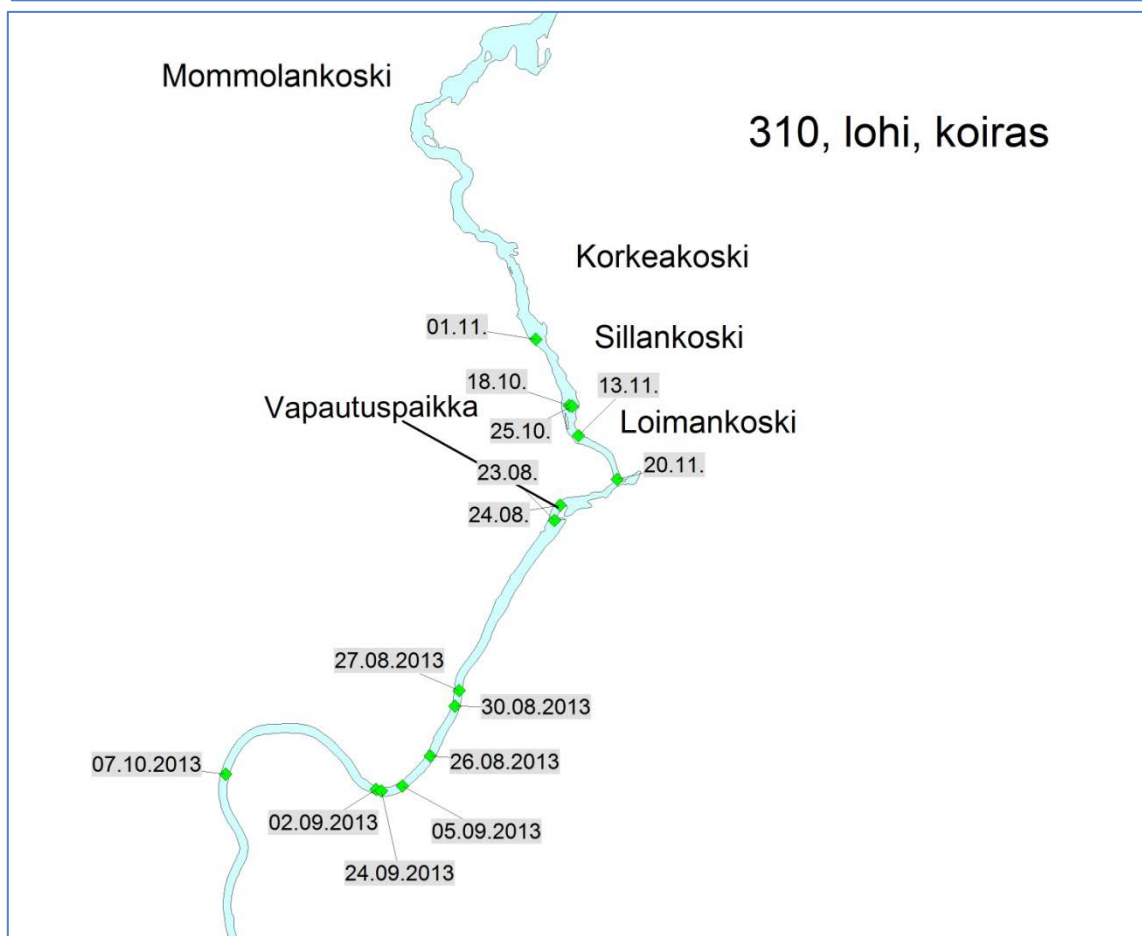 Mommolankoski
310, lohi, koiras
Korkeakoski
01.11.
Sillankoski
18.10.
13.11.
Vapautuspaikka
25.10.
Loimankoski
23.08.
20.11.
24.08.
27.08.2013
30.08.2013
26.08.2013
07.10.2013
02.09.2013
05.09.2013
24.09.2013